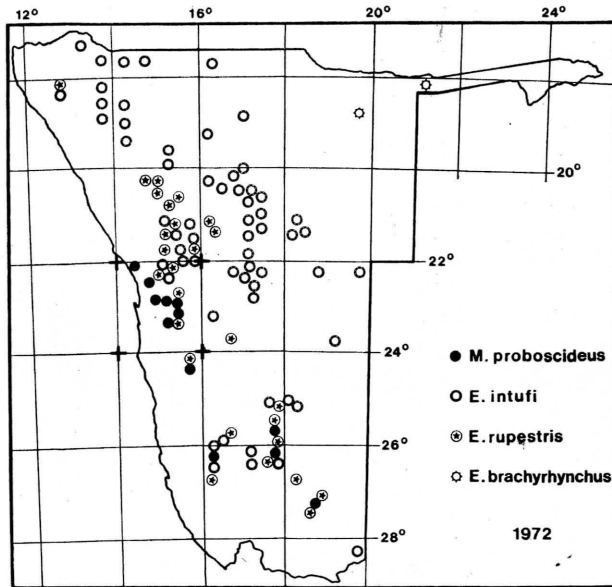 12° 16° 20° 24°
20°
22°
24°
26°
28°
M. proboscideus
E. intufi
E. rupestris
E. brachyrhynchus
1972